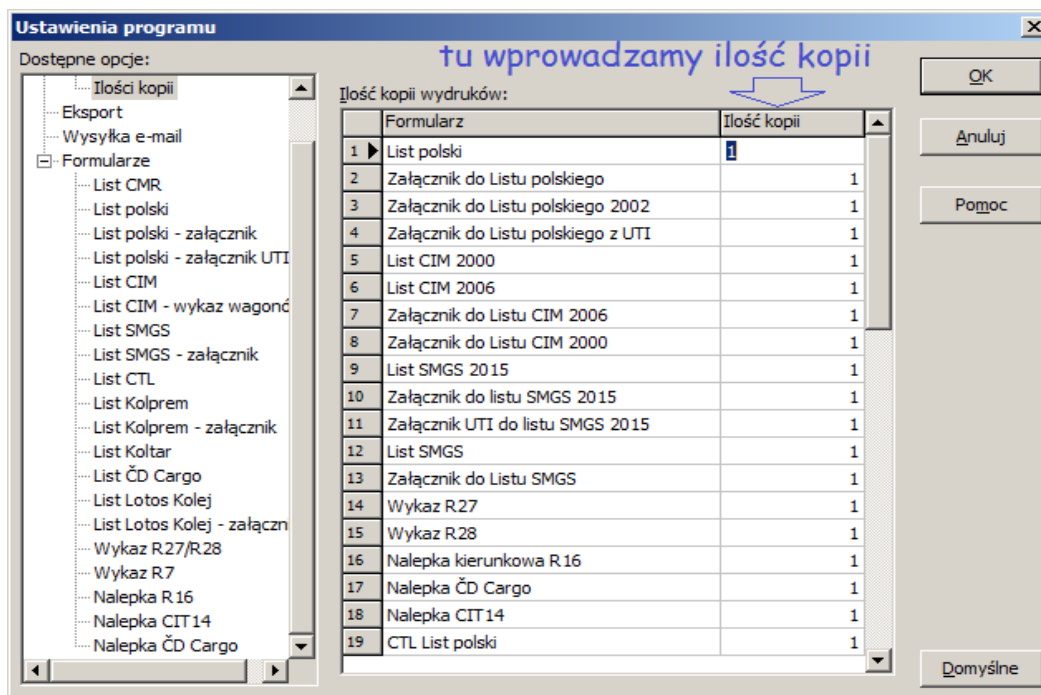 Ustawienia programu
Dostępne opcje:
Ilości kopii
Eksport
Wysyłka e-mail
Formularze
List CMR
List polski
List polski - załącznik
List polski - załącznik UTI
List CIM
List CIM - wykaz wagonó
List SMGS
List SMGS - załącznik
List CTL
List Kolprem
List Kolprem - załącznik
List Koltar
List ČD Cargo
List Lotos Kolej
List Lotos Kolej - załączni
Wykaz R27/R28
Wykaz R7
Nalepka R16
Nalepka CIT14
Nalepka ČD Cargo
tu wprowadzamy ilość kopii
Ilość kopii wydruków:
Formularz Ilość kopii
1 List polski 1
2 Załącznik do Listu polskiego 1
3 Załącznik do Listu polskiego 2002 1
4 Załącznik do Listu polskiego z UTI 1
5 List CIM 2000 1
6 List CIM 2006 1
7 Załącznik do Listu CIM 2006 1
8 Załącznik do Listu CIM 2000 1
9 List SMGS 2015 1
10 Załącznik do listu SMGS 2015 1
11 Załącznik UTI do listu SMGS 2015 1
12 List SMGS 1
13 Załącznik do Listu SMGS 1
14 Wykaz R27 1
15 Wykaz R28 1
16 Nalepka kierunkowa R16 1
17 Nalepka ČD Cargo 1
18 Nalepka CIT14 1
19 CTL List polski 1
OK
Anuluj
Pomoc
Domyślne